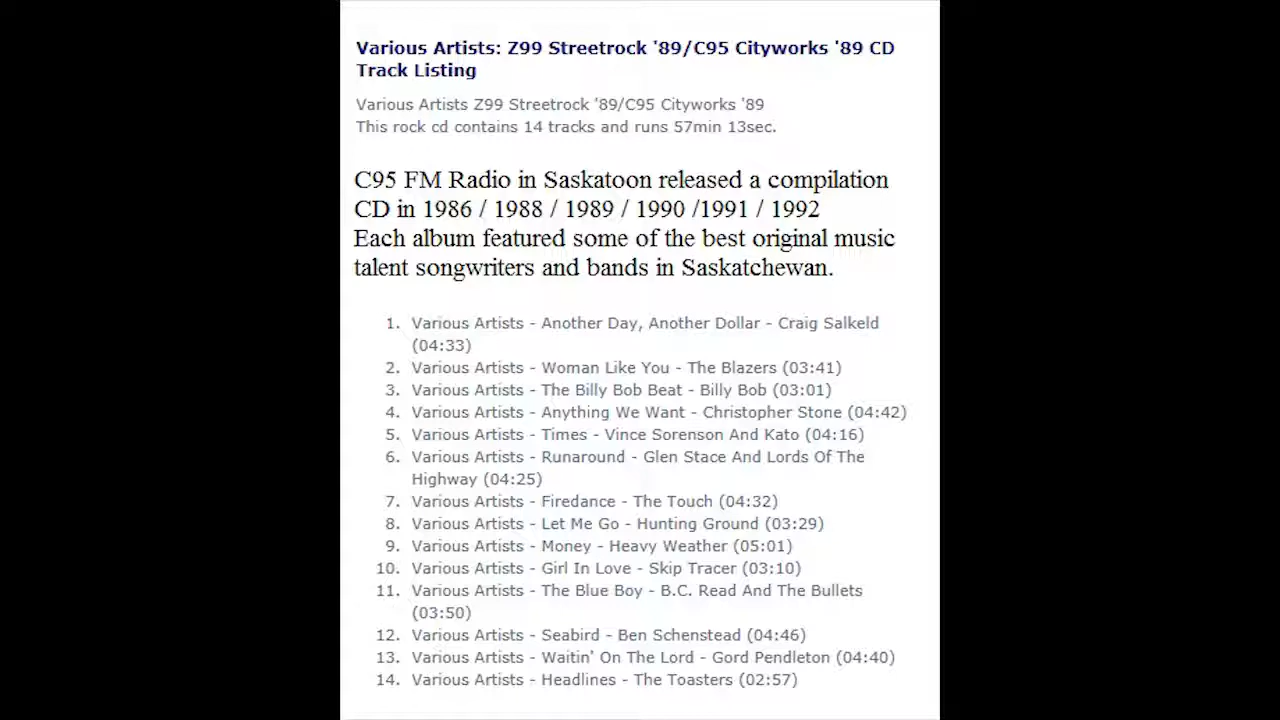 Various Artists: Z99 Streetrock '89/C95 Cityworks '89 CD
Track Listing
Various Artists Z99 Streetrock '89/C95 Cityworks '89
This rock cd contains 14 tracks and runs 57min 13sec.
C95 FM Radio in Saskatoon released a compilation
CD in 1986 / 1988 / 1989 / 1990 /1991 / 1992
Each album featured some of the best original music
talent songwriters and bands in Saskatchewan.
1. Various Artists - Another Day, Another Dollar - Craig Salkeld
(04:33)
2. Various Artists - Woman Like You - The Blazers (03:41)
3. Various Artists - The Billy Bob Beat - Billy Bob (03:01)
4. Various Artists - Anything We Want - Christopher Stone (04:42)
5. Various Artists - Times - Vince Sorenson And Kato (04:16)
6. Various Artists - Runaround - Glen Stace And Lords Of The
Highway (04:25)
7. Various Artists - Firedance - The Touch (04:32)
8. Various Artists - Let Me Go - Hunting Ground (03:29)
9. Various Artists - Money - Heavy Weather (05:01)
10. Various Artists - Girl In Love - Skip Tracer (03:10)
11. Various Artists - The Blue Boy - B.C. Read And The Bullets
(03:50)
12. Various Artists - Seabird - Ben Schenstead (04:46)
13. Various Artists - Waitin' On The Lord - Gord Pendleton (04:40)
14. Various Artists - Headlines - The Toasters (02:57)